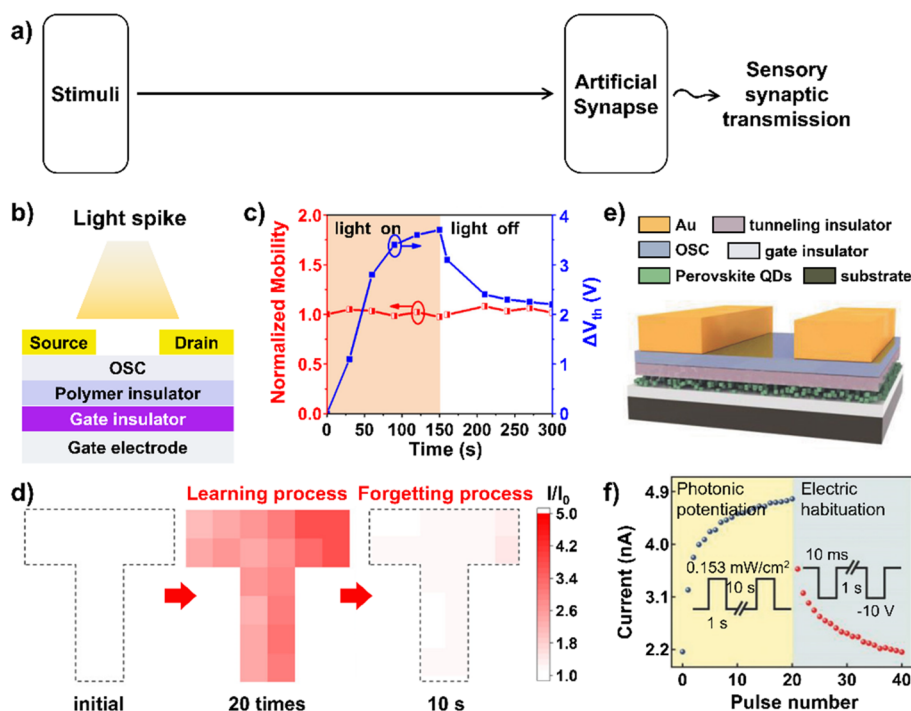 a)
Stimuli
Artificial
Synapse
Sensory
synaptic
transmission
b)
Light spike
Source
Drain
OSC
Polymer insulator
Gate insulator
Gate electrode
c)
light on
light off
Normalized Mobility
2.0
1.5
1.0
0.5
0.0
4
3
2
1
0
ΔVth (V)
0 50 100 150 200 250 300
Time (s)
e)
Au
tunneling insulator
OSC
gate insulator
Perovskite QDs
substrate
d)
Learning process
Forgetting process
I/I0
5.0
4.2
3.4
2.6
1.8
1.0
initial
20 times
10 s
f)
Photonic
potentiation
Electric
habituation
0.153 mW/cm²
10 s
1 s
10 ms
1 s
-10 V
Current (nA)
4.9
4.0
3.1
2.2
0 10 20 30 40
Pulse number